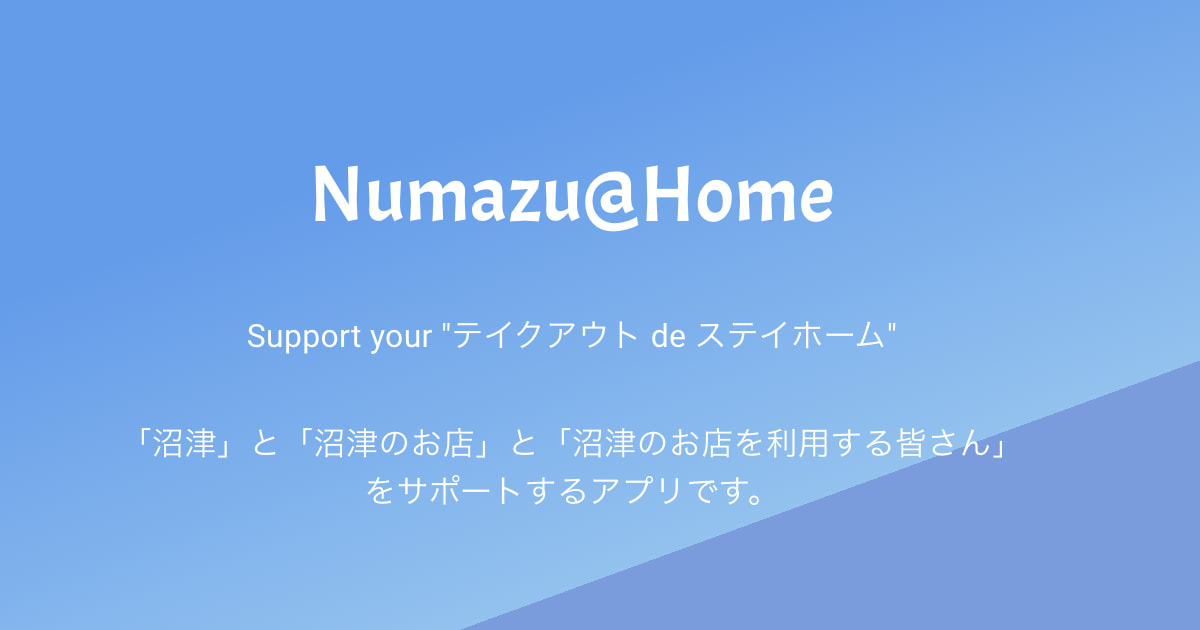 Numazu@Home
Support your "テイクアウト de ステイホーム"
「沼津」と「沼津のお店」と「沼津のお店を利用する皆さん」
をサポートするアプリです。